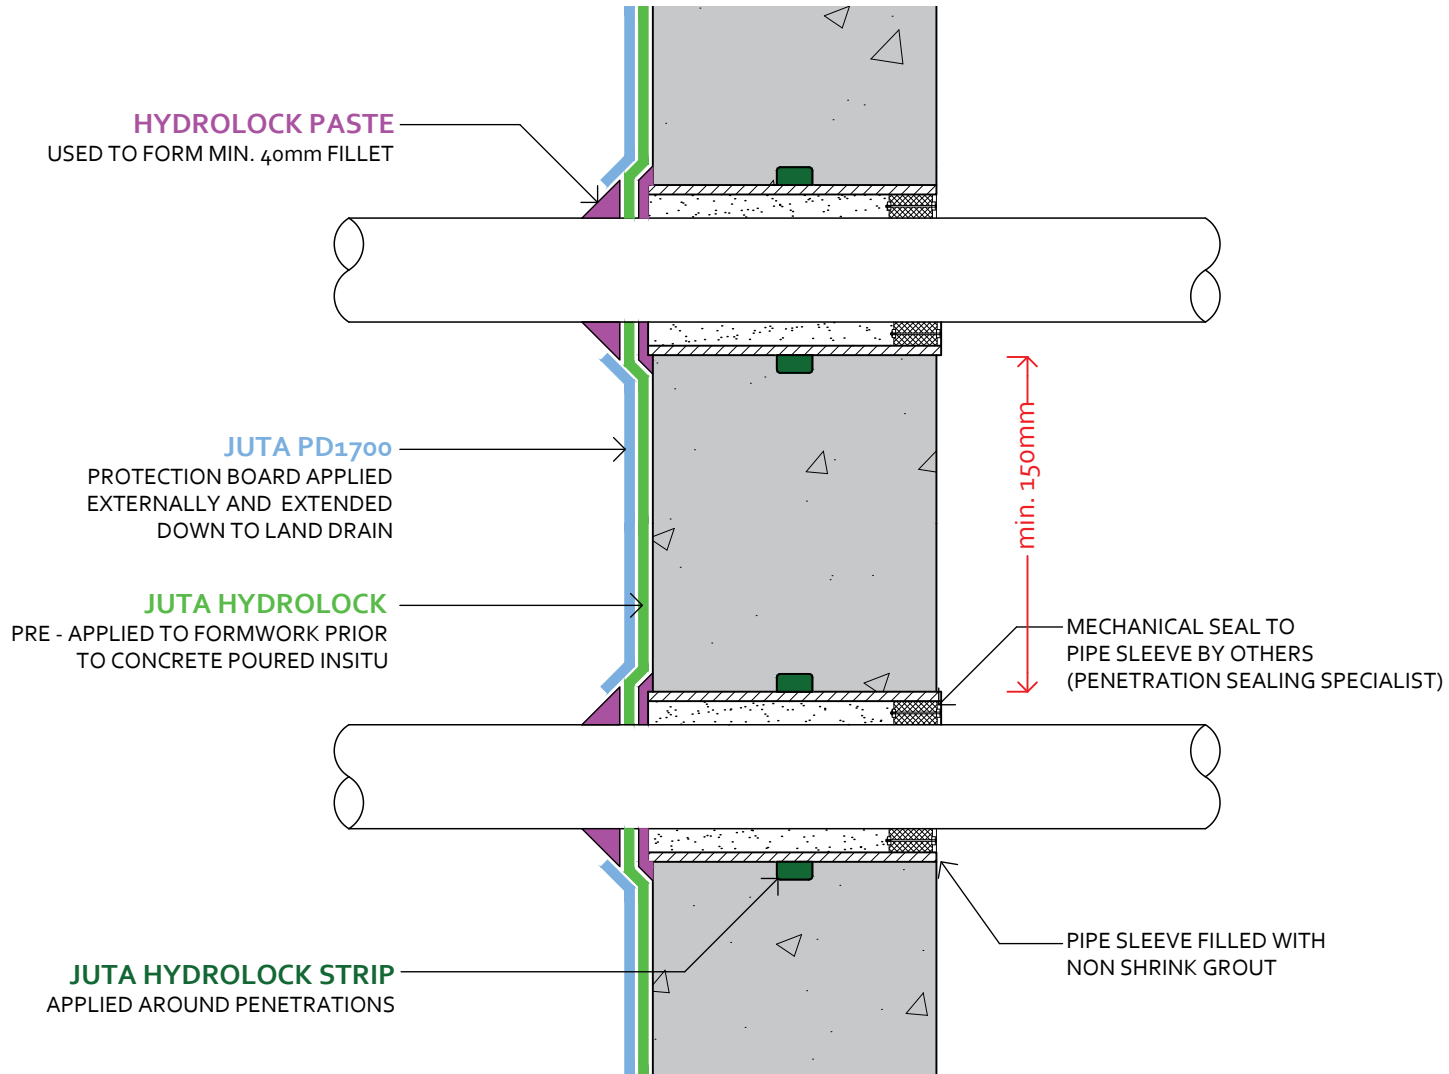 HYDROLOCK PASTE
USED TO FORM MIN. 40mm FILLET
JUTA PD1700
PROTECTION BOARD APPLIED
EXTERNALLY AND EXTENDED
DOWN TO LAND DRAIN
JUTA HYDROLOCK
PRE - APPLIED TO FORMWORK PRIOR
TO CONCRETE POURED INSITU
JUTA HYDROLOCK STRIP
APPLIED AROUND PENETRATIONS
min. 150mm
MECHANICAL SEAL TO
PIPE SLEEVE BY OTHERS
(PENETRATION SEALING SPECIALIST)
PIPE SLEEVE FILLED WITH
NON SHRINK GROUT